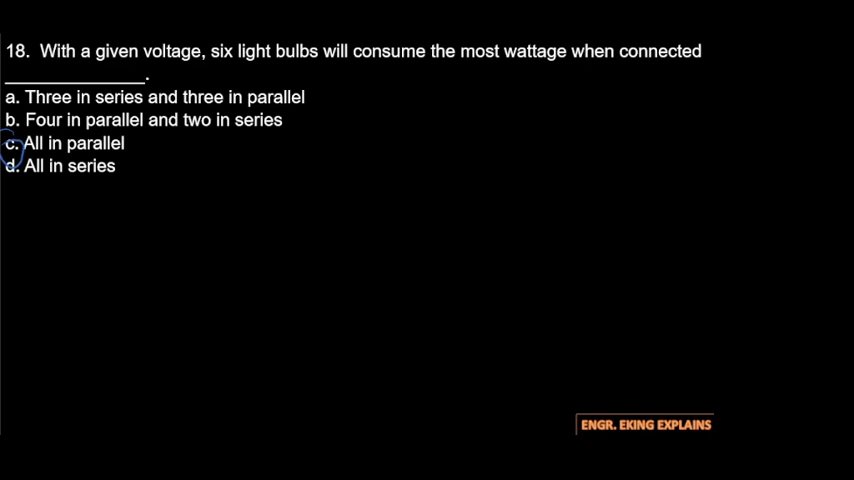 18. With a given voltage, six light bulbs will consume the most wattage when connected
______________.
a. Three in series and three in parallel
b. Four in parallel and two in series
c. All in parallel
d. All in series
ENGR. EKING EXPLAINS